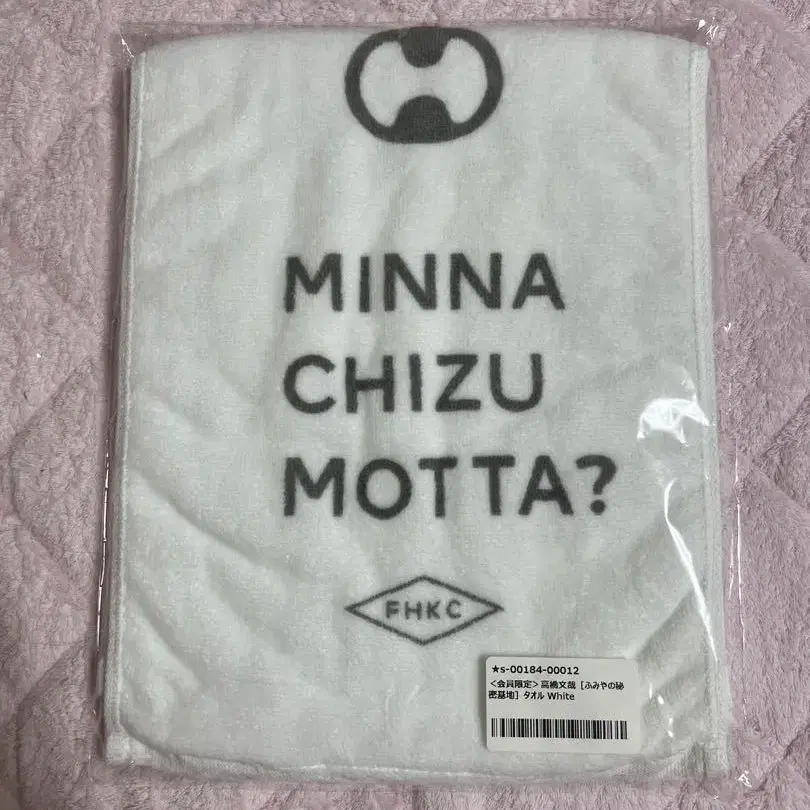 MINNA
CHIZU
MOTTA?
FHKC
★s-00184-00012
＜会員限定＞高橋文哉［ふみやの秘
密基地］タオル White